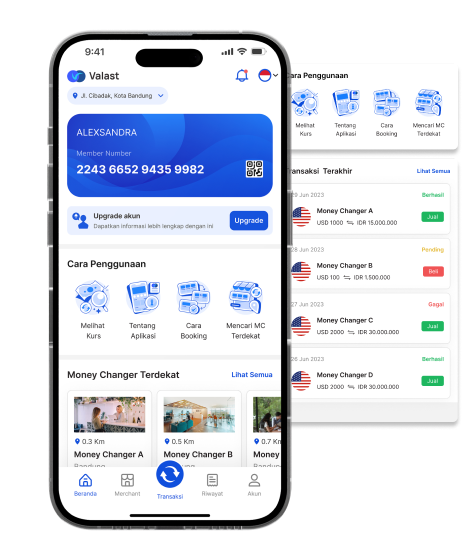 9:41
Valast
Jl. Cibadak, Kota Bandung
ALEXSANDRA
Member Number
2243 6652 9435 9982
Upgrade akun
Dapatkan informasi lebih lengkap dengan ini
Upgrade
Cara Penggunaan
Melihat Kurs
Tentang Aplikasi
Cara Booking
Mencari MC Terdekat
Money Changer Terdekat
Lihat Semua
0.3 Km
Money Changer A
0.5 Km
Money Changer B
0.7 Km
Money
Beranda
Merchant
Transaksi
Riwayat
Akun
ara Penggunaan
Melihat Kurs
Tentang Aplikasi
Cara Booking
Mencari MC Terdekat
ransaksi Terakhir
Lihat Semua
29 Jun 2023
Berhasil
Money Changer A
USD 1000 ⇆ IDR 15.000.000
Jual
28 Jun 2023
Pending
Money Changer B
USD 100 ⇆ IDR 1.500.000
Beli
27 Jun 2023
Gagal
Money Changer C
USD 2000 ⇆ IDR 30.000.000
Jual
26 Jun 2023
Berhasil
Money Changer D
USD 2000 ⇆ IDR 30.000.000
Jual